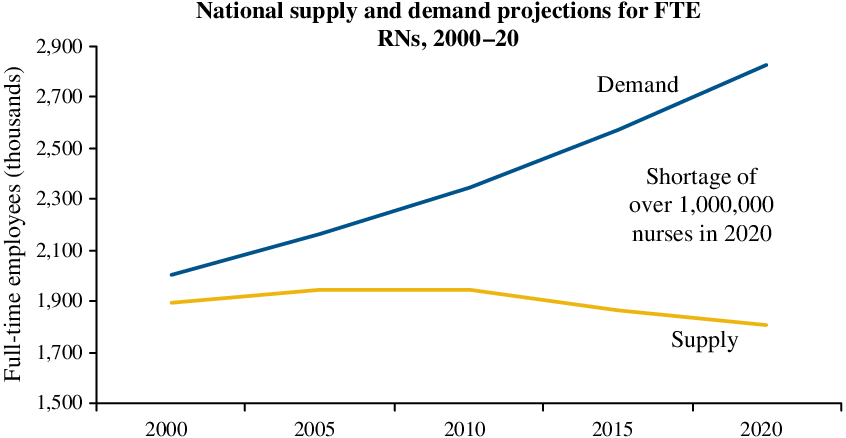 National supply and demand projections for FTE
RNs, 2000–20
Full-time employees (thousands)
2,900
2,700
2,500
2,300
2,100
1,900
1,700
1,500
Demand
Shortage of
over 1,000,000
nurses in 2020
Supply
2000 2005 2010 2015 2020